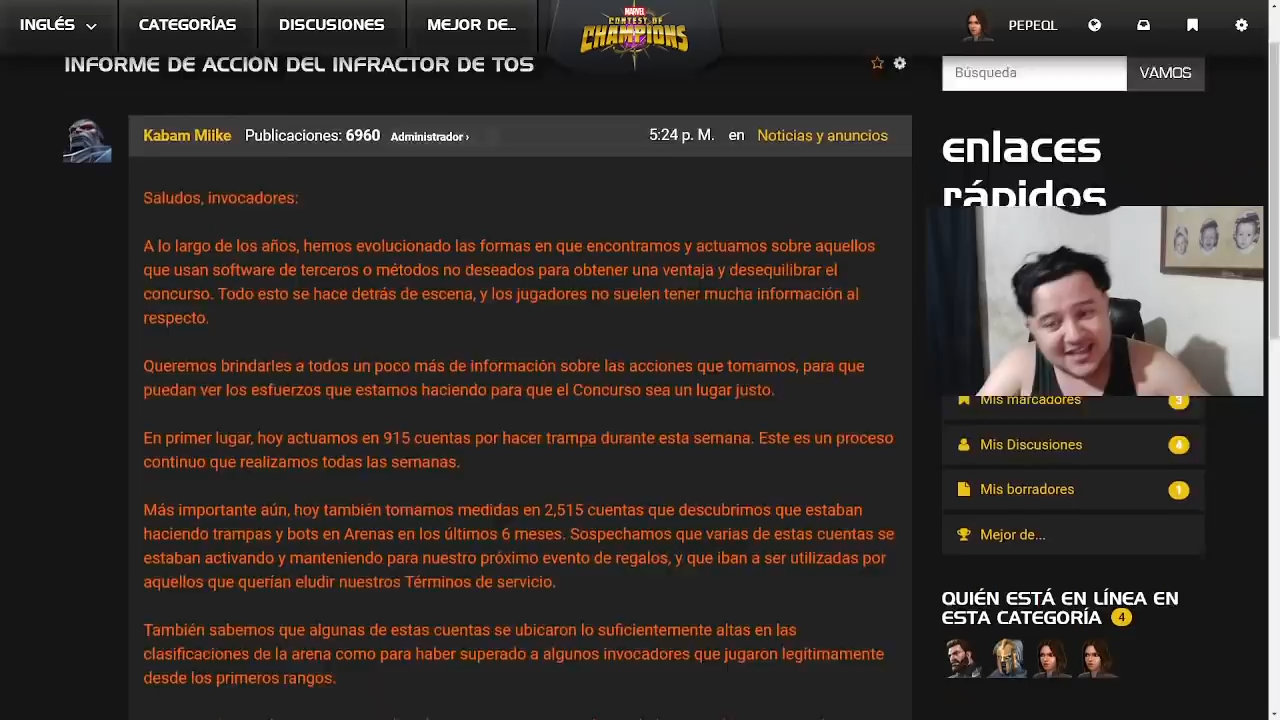 INGLÉS
CATEGORÍAS
DISCUSIONES
MEJOR DE...
MARVEL
CONTEST OF
CHAMPIONS
PEPEQL
INFORME DE ACCIÓN DEL INFRACTOR DE TOS
Búsqueda
VAMOS
Kabam Miike Publicaciones: 6960 Administrador ›
5:24 p. M. en Noticias y anuncios
enlaces
rápidos
Saludos, invocadores:
A lo largo de los años, hemos evolucionado las formas en que encontramos y actuamos sobre aquellos
que usan software de terceros o métodos no deseados para obtener una ventaja y desequilibrar el
concurso. Todo esto se hace detrás de escena, y los jugadores no suelen tener mucha información al
respecto.
Queremos brindarles a todos un poco más de información sobre las acciones que tomamos, para que
puedan ver los esfuerzos que estamos haciendo para que el Concurso sea un lugar justo.
En primer lugar, hoy actuamos en 915 cuentas por hacer trampa durante esta semana. Este es un proceso
continuo que realizamos todas las semanas.
Más importante aún, hoy también tomamos medidas en 2,515 cuentas que descubrimos que estaban
haciendo trampas y bots en Arenas en los últimos 6 meses. Sospechamos que varias de estas cuentas se
estaban activando y manteniendo para nuestro próximo evento de regalos, y que iban a ser utilizadas por
aquellos que querían eludir nuestros Términos de servicio.
También sabemos que algunas de estas cuentas se ubicaron lo suficientemente altas en las
clasificaciones de la arena como para haber superado a algunos invocadores que jugaron legítimamente
desde los primeros rangos.
Mis marcadores 3
Mis Discusiones 4
Mis borradores 1
Mejor de...
QUIÉN ESTÁ EN LÍNEA EN
ESTA CATEGORÍA 4